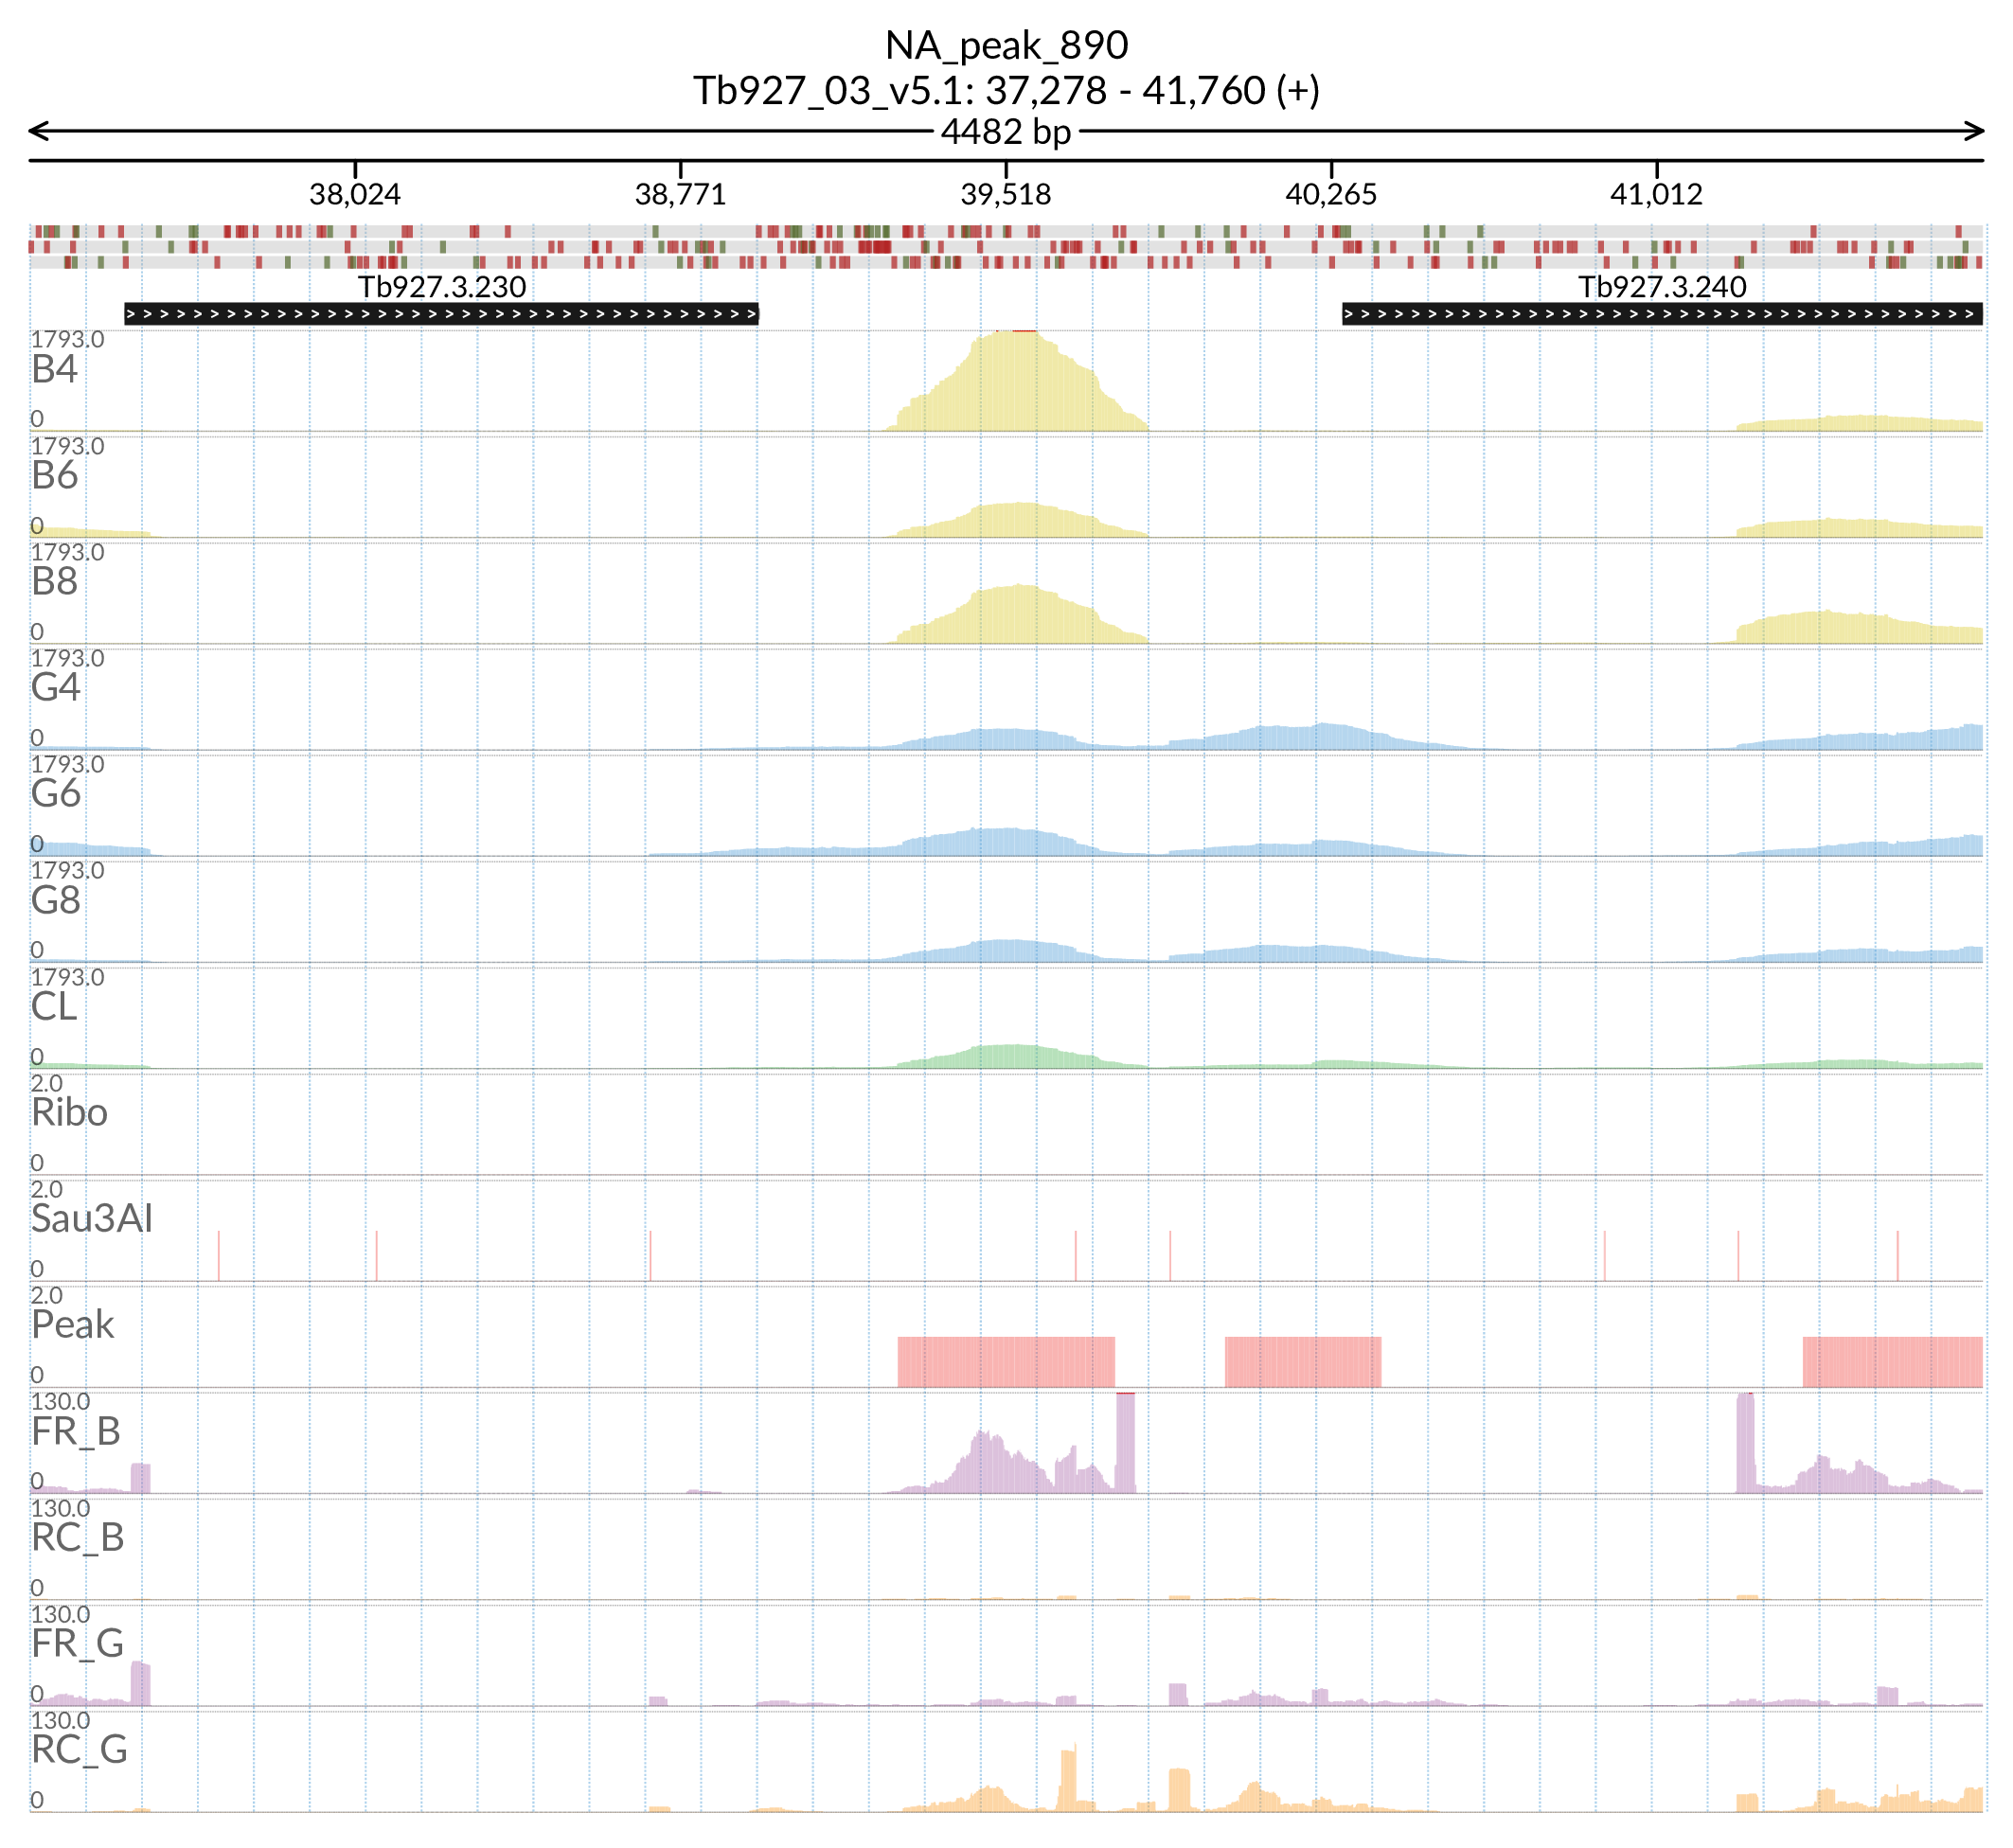 NA_peak_890
Tb927_03_v5.1: 37,278 - 41,760 (+)
4482 bp
38,024 38,771 39,518 40,265 41,012
Tb927.3.230 Tb927.3.240
1793.0
B4
0
1793.0
B6
0
1793.0
B8
0
1793.0
G4
0
1793.0
G6
0
1793.0
G8
0
1793.0
CL
0
2.0
Ribo
0
2.0
Sau3AI
0
2.0
Peak
0
130.0
FR_B
0
130.0
RC_B
0
130.0
FR_G
0
130.0
RC_G
0